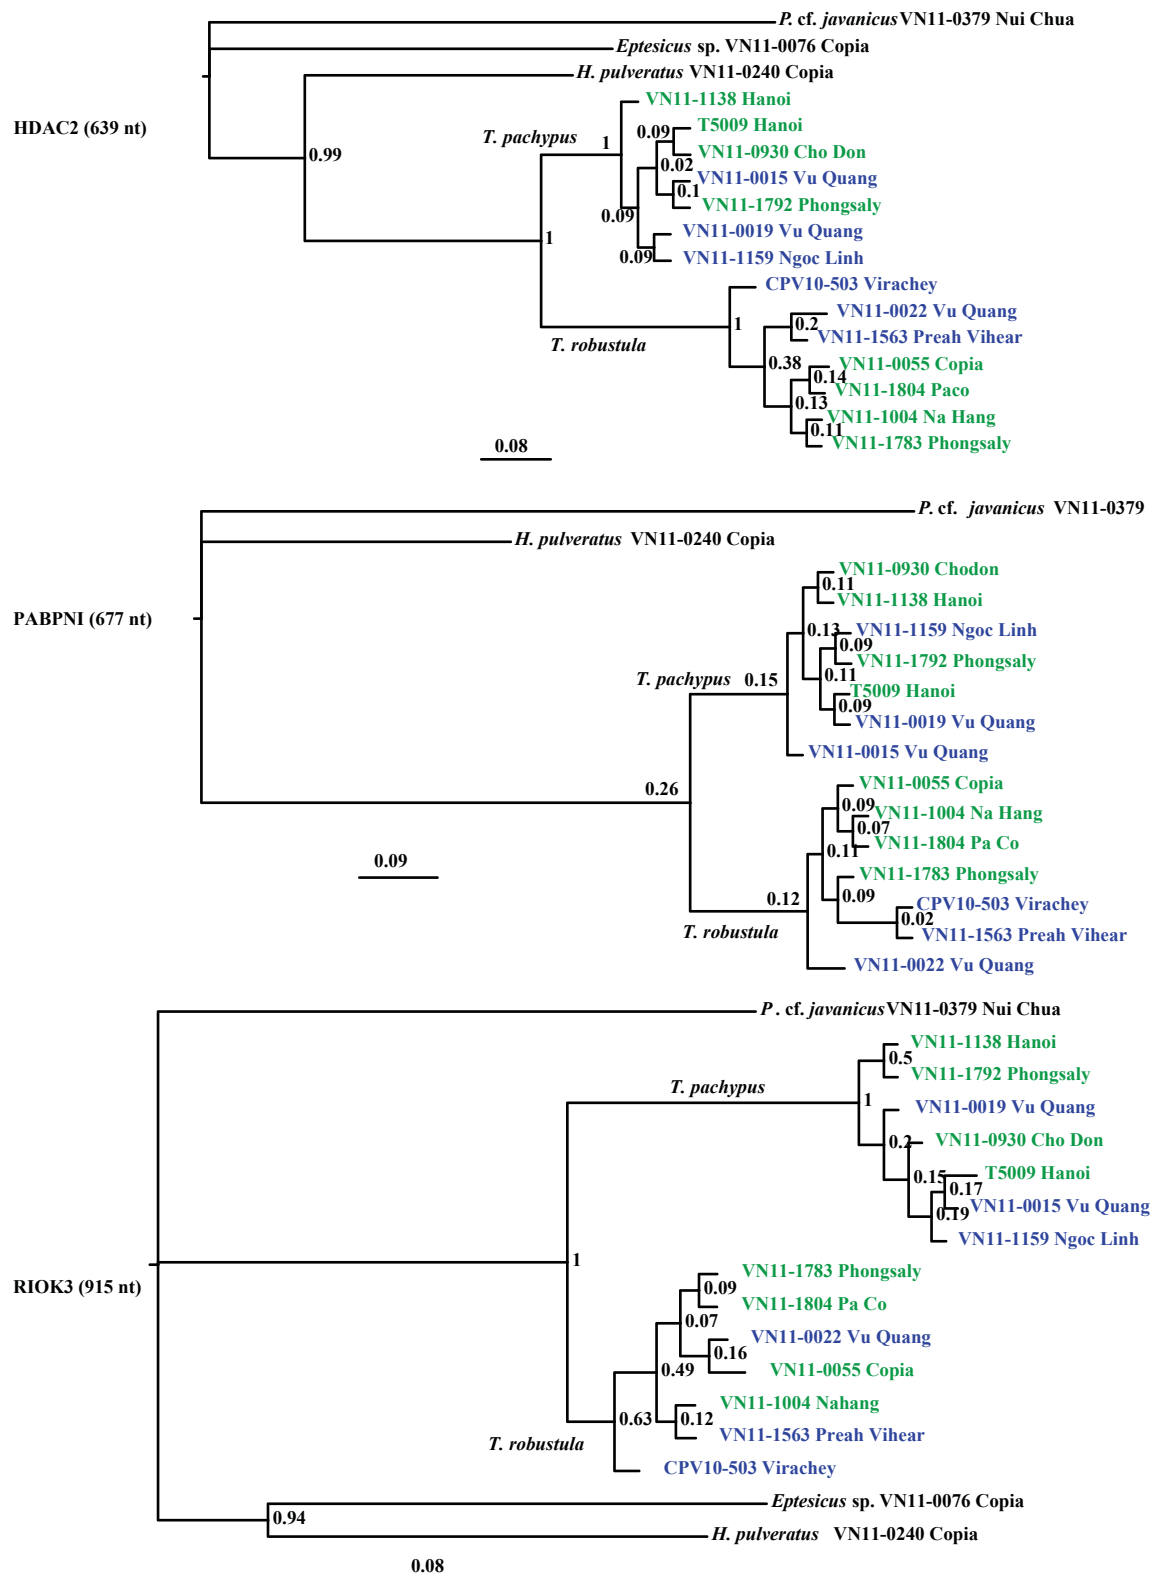 P. cf. javanicus VN11-0379 Nui Chua
Eptesicus sp. VN11-0076 Copia
H. pulveratus VN11-0240 Copia
VN11-1138 Hanoi
HDAC2 (639 nt)
T5009 Hanoi
0.09
T. pachypus
1
VN11-0930 Cho Don
0.99
0.02
VN11-0015 Vu Quang
0.1
VN11-1792 Phongsaly
0.09
VN11-0019 Vu Quang
1
0.09
VN11-1159 Ngoc Linh
CPV10-503 Virachey
VN11-0022 Vu Quang
1
0.2
VN11-1563 Preah Vihear
T. robustula
0.38
VN11-0055 Copia
0.14
VN11-1804 Paco
0.13
VN11-1004 Na Hang
0.11
VN11-1783 Phongsaly
0.08
P. cf. javanicus VN11-0379
H. pulveratus VN11-0240 Copia
VN11-0930 Chodon
0.11
VN11-1138 Hanoi
PABPNI (677 nt)
0.13
VN11-1159 Ngoc Linh
0.09
VN11-1792 Phongsaly
0.11
T. pachypus
0.15
T5009 Hanoi
0.09
VN11-0019 Vu Quang
VN11-0015 Vu Quang
0.26
VN11-0055 Copia
0.09
VN11-1004 Na Hang
0.07
VN11-1804 Pa Co
0.11
0.09
VN11-1783 Phongsaly
0.09
0.12
CPV10-503 Virachey
0.02
T. robustula
VN11-1563 Preah Vihear
VN11-0022 Vu Quang
P . cf. javanicus VN11-0379 Nui Chua
VN11-1138 Hanoi
0.5
VN11-1792 Phongsaly
T. pachypus
1
VN11-0019 Vu Quang
0.2
VN11-0930 Cho Don
T5009 Hanoi
0.15
0.17
VN11-0015 Vu Quang
0.19
VN11-1159 Ngoc Linh
1
VN11-1783 Phongsaly
RIOK3 (915 nt)
0.09
VN11-1804 Pa Co
0.07
VN11-0022 Vu Quang
0.16
0.49
VN11-0055 Copia
VN11-1004 Nahang
0.63
0.12
VN11-1563 Preah Vihear
T. robustula
CPV10-503 Virachey
Eptesicus sp. VN11-0076 Copia
0.94
H. pulveratus VN11-0240 Copia
0.08